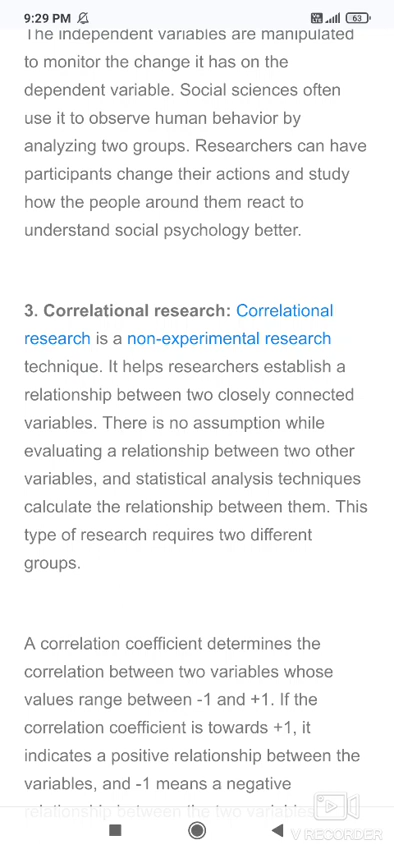 9:29 PM
Vo LTE 63
The independent variables are manipulated
to monitor the change it has on the
dependent variable. Social sciences often
use it to observe human behavior by
analyzing two groups. Researchers can have
participants change their actions and study
how the people around them react to
understand social psychology better.
3. Correlational research: Correlational
research is a non-experimental research
technique. It helps researchers establish a
relationship between two closely connected
variables. There is no assumption while
evaluating a relationship between two other
variables, and statistical analysis techniques
calculate the relationship between them. This
type of research requires two different
groups.
A correlation coefficient determines the
correlation between two variables whose
values range between -1 and +1. If the
correlation coefficient is towards +1, it
indicates a positive relationship between the
variables, and -1 means a negative
relationship between the two variables
V RECORDER